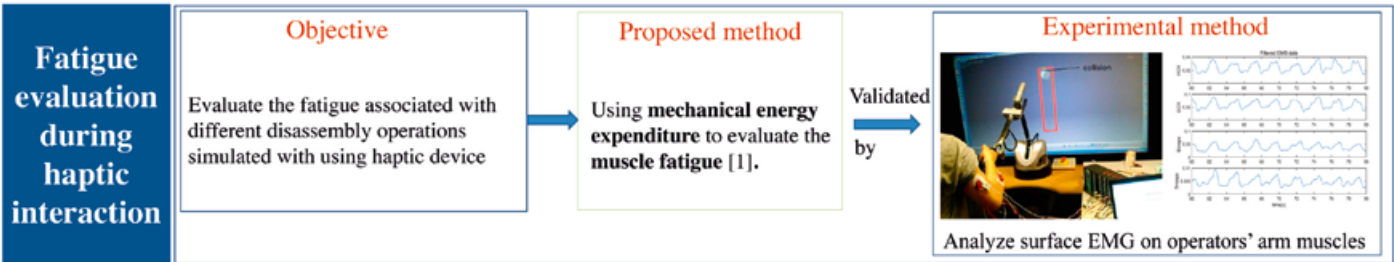 Fatigue
evaluation
during
haptic
interaction
Objective
Evaluate the fatigue associated with
different disassembly operations
simulated with using haptic device
Proposed method
Using mechanical energy
expenditure to evaluate the
muscle fatigue [1].
Validated
by
Experimental method
collision
Filtered EMG data
Analyze surface EMG on operators' arm muscles